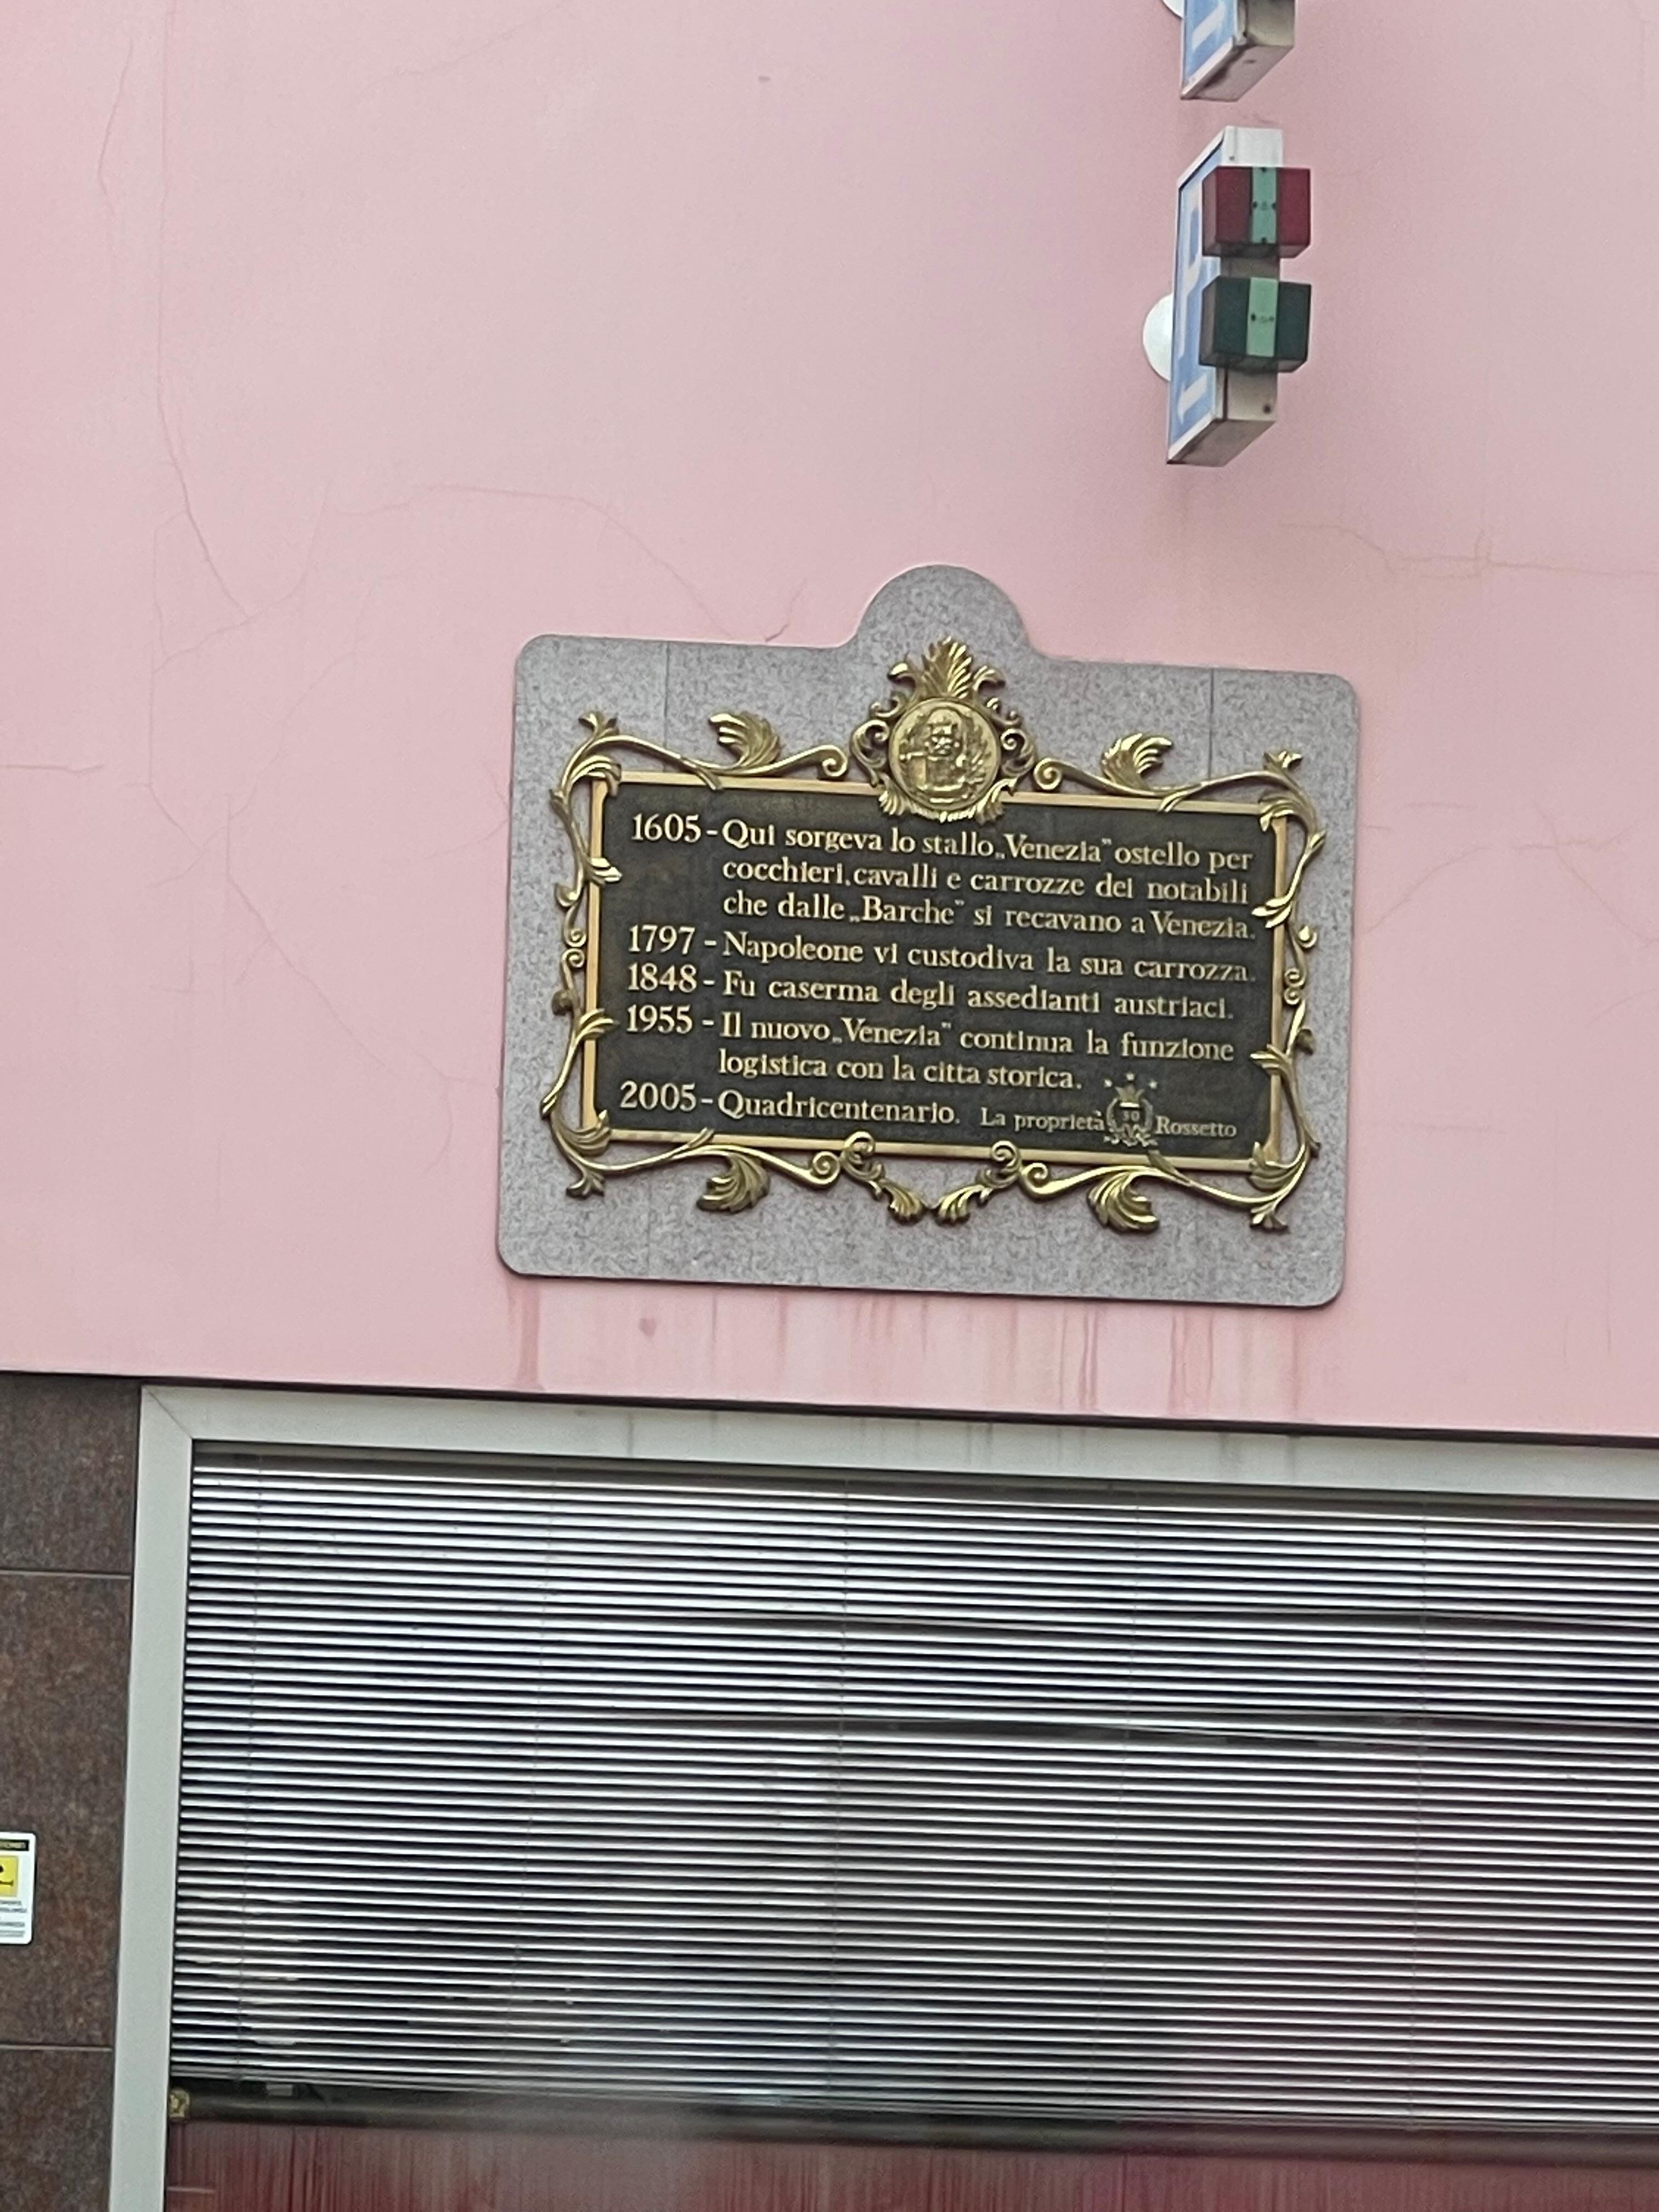 1605 - Qui sorgeva lo stallo „Venezia” ostello per
cocchieri, cavalli e carrozze dei notabili
che dalle „Barche” si recavano a Venezia.
1797 - Napoleone vi custodiva la sua carrozza.
1848 - Fu caserma degli assedianti austriaci.
1955 - Il nuovo „Venezia” continua la funzione
logistica con la citta storica.
2005 - Quadricentenario. La proprietà Rossetto